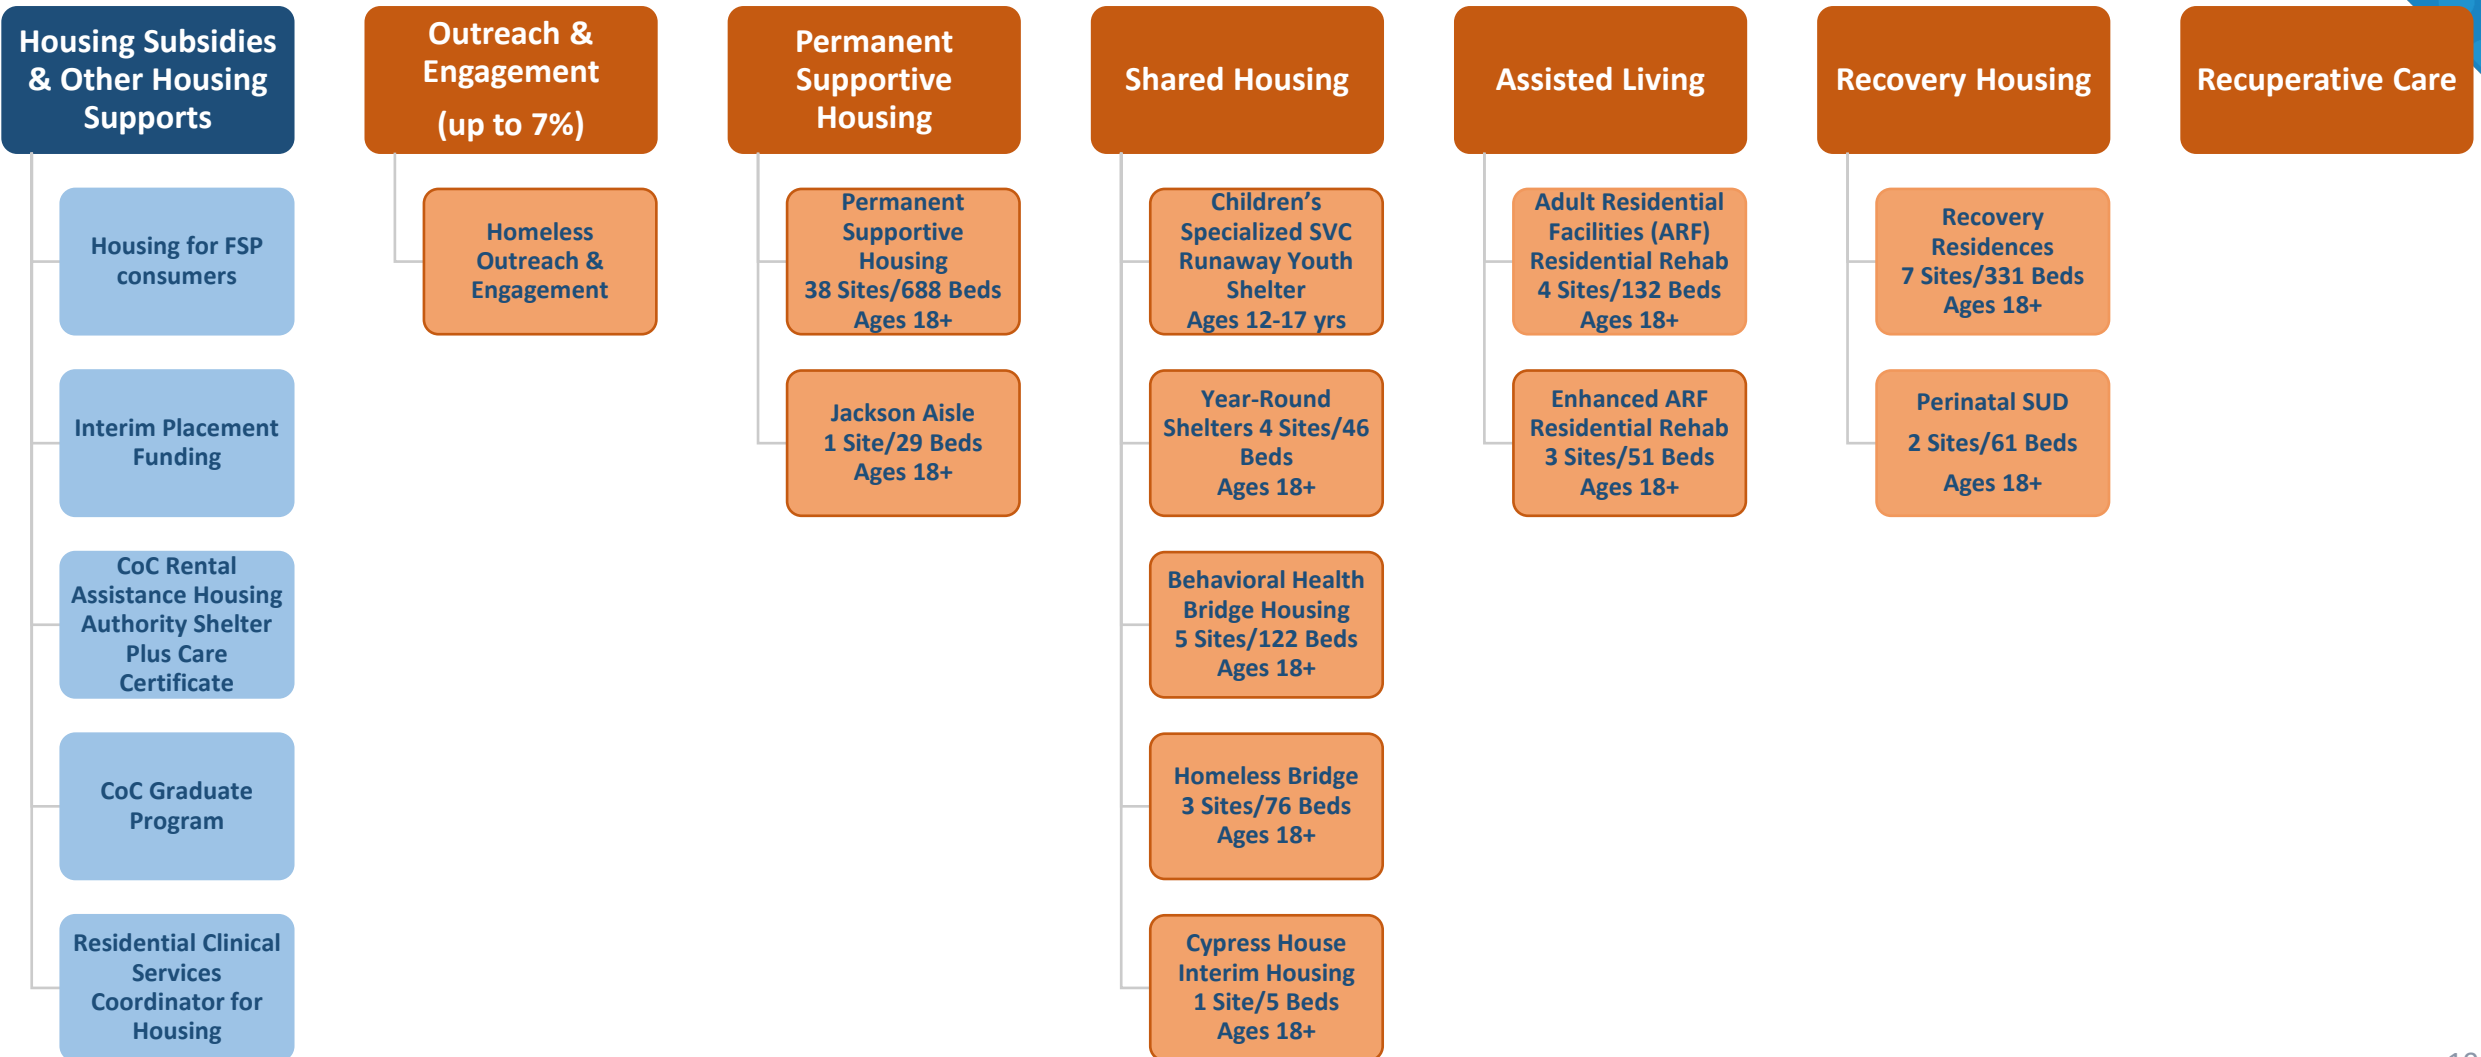 Housing Subsidies
& Other Housing
Supports
Housing for FSP
consumers
Interim Placement
Funding
CoC Rental
Assistance Housing
Authority Shelter
Plus Care
Certificate
CoC Graduate
Program
Residential Clinical
Services
Coordinator for
Housing
Outreach &
Engagement
(up to 7%)
Homeless
Outreach &
Engagement
Permanent
Supportive
Housing
Permanent
Supportive
Housing
38 Sites/688 Beds
Ages 18+
Jackson Aisle
1 Site/29 Beds
Ages 18+
Shared Housing
Children’s
Specialized SVC
Runaway Youth
Shelter
Ages 12-17 yrs
Year-Round
Shelters 4 Sites/46
Beds
Ages 18+
Behavioral Health
Bridge Housing
5 Sites/122 Beds
Ages 18+
Homeless Bridge
3 Sites/76 Beds
Ages 18+
Cypress House
Interim Housing
1 Site/5 Beds
Ages 18+
Assisted Living
Adult Residential
Facilities (ARF)
Residential Rehab
4 Sites/132 Beds
Ages 18+
Enhanced ARF
Residential Rehab
3 Sites/51 Beds
Ages 18+
Recovery Housing
Recovery
Residences
7 Sites/331 Beds
Ages 18+
Perinatal SUD
2 Sites/61 Beds
Ages 18+
Recuperative Care